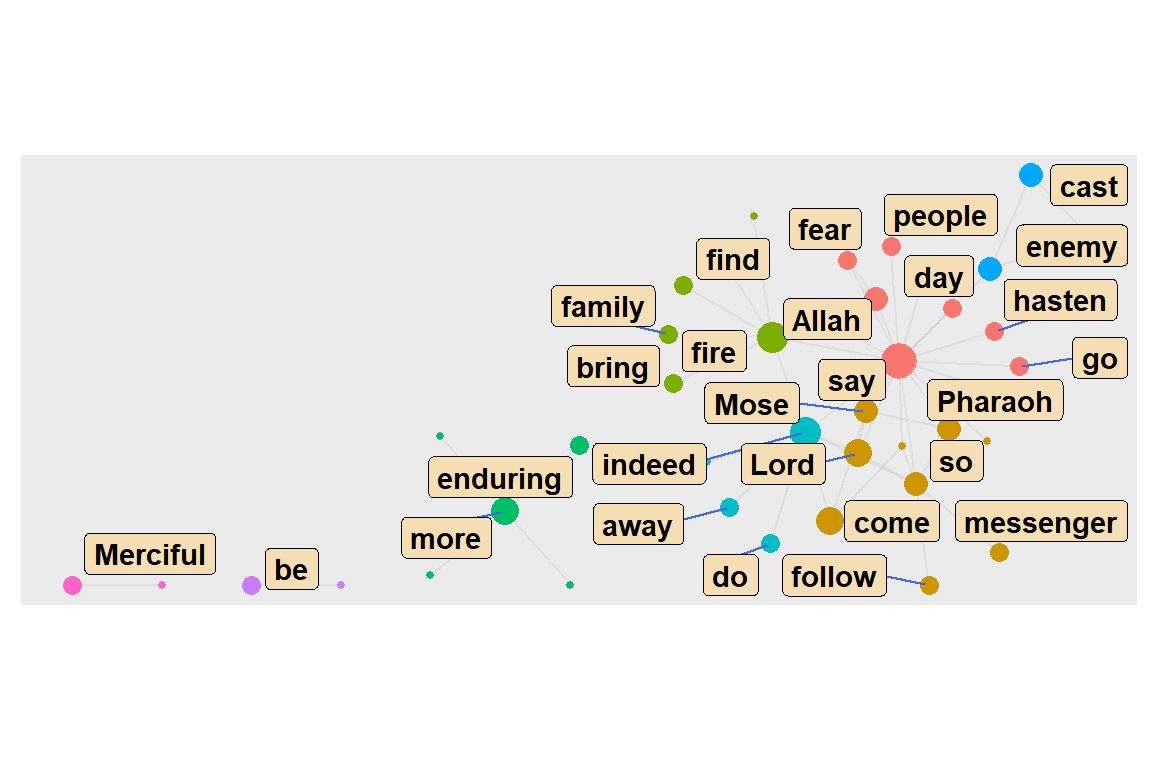 cast
people
fear
enemy
find
day
hasten
family
Allah
fire
go
bring
say
Pharaoh
Mose
so
indeed
Lord
enduring
come
messenger
away
more
Merciful
be
do
follow